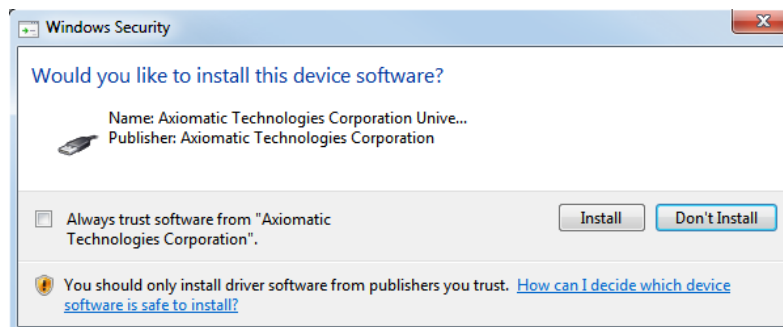 Windows Security
Would you like to install this device software?
Name: Axiomatic Technologies Corporation Unive...
Publisher: Axiomatic Technologies Corporation
Always trust software from "Axiomatic
Technologies Corporation".
Install
Don't Install
You should only install driver software from publishers you trust. How can I decide which device
software is safe to install?